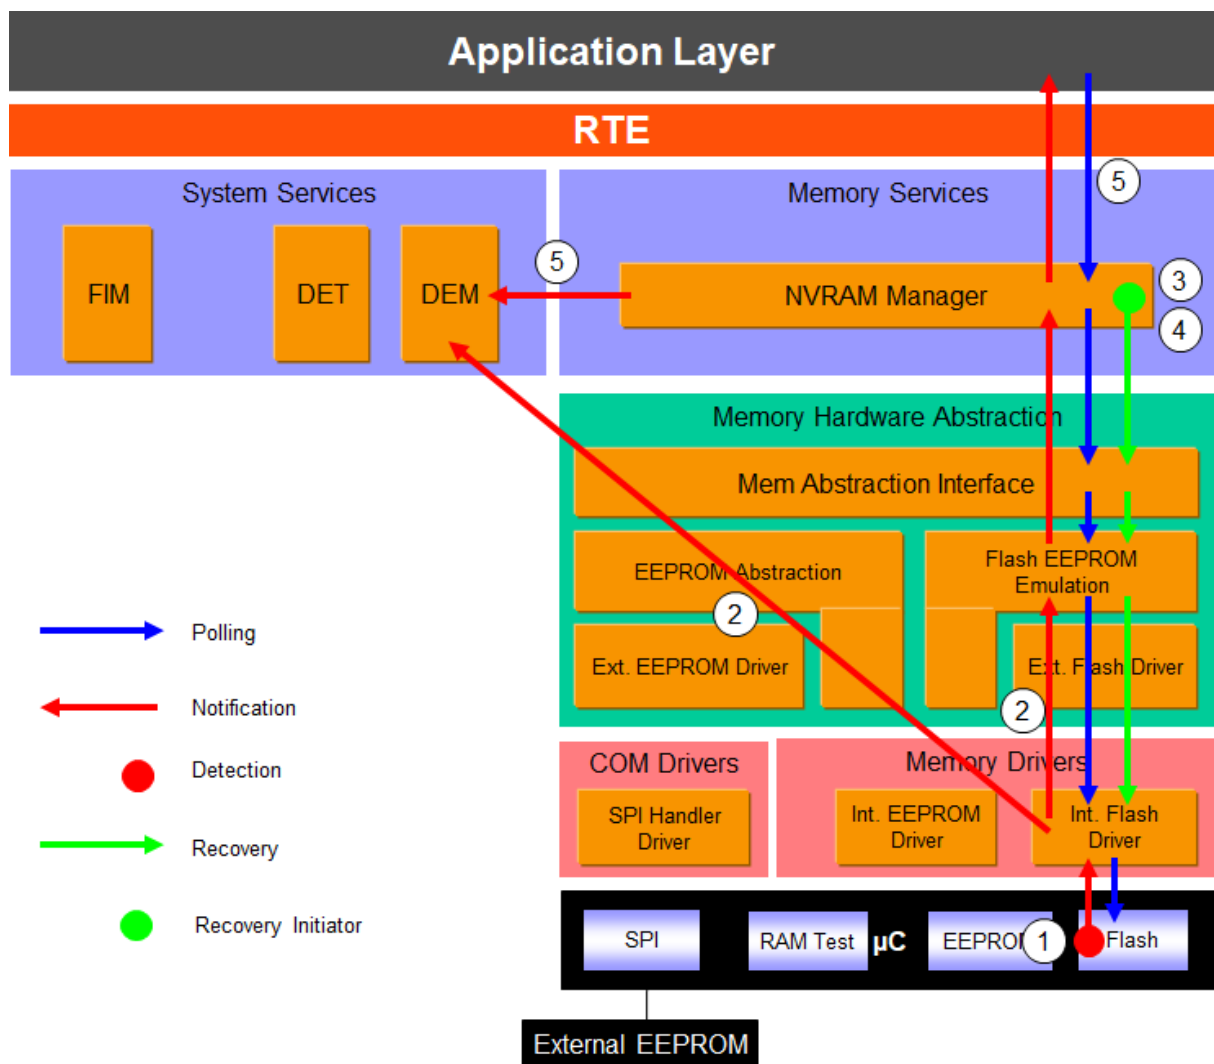 Application Layer
RTE
System Services
Memory Services
5
5
FIM
DET
DEM
NVRAM Manager
3
4
Memory Hardware Abstraction
Mem Abstraction Interface
EEPROM Abstraction
Flash EEPROM
Emulation
2
Ext. EEPROM Driver
Ext. Flash Driver
2
Polling
Notification
Detection
Recovery
Recovery Initiator
COM Drivers
Memory Drivers
SPI Handler
Driver
Int. EEPROM
Driver
Int. Flash
Driver
SPI
RAM Test
µC
EEPROM
1
Flash
External EEPROM